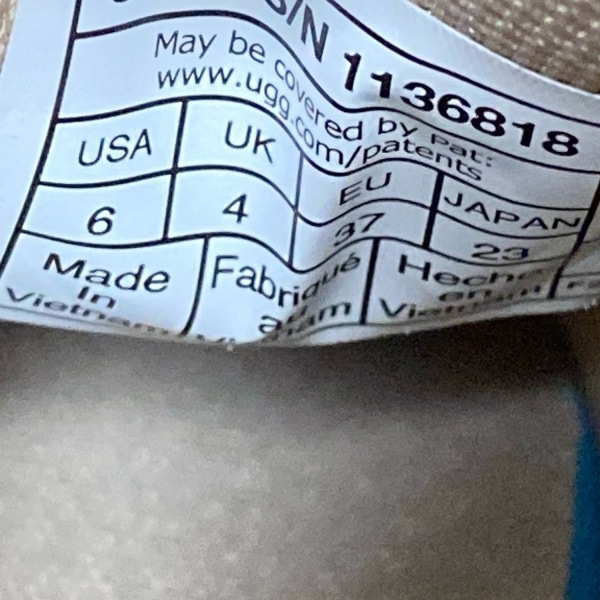 S/N 1136818
May be covered by Pat:
www.ugg.com/patents
USA UK EU JAPAN
6 4 37 23
Made Fabriqué Hecho
In en
Vietnam